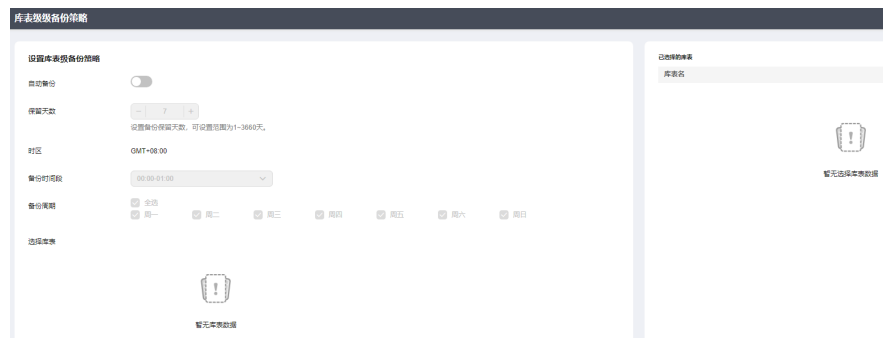 库表级级备份策略
设置库表级备份策略
自动备份
保留天数
- 7 +
设置备份保留天数，可设置范围为1~3660天。
时区 GMT+08:00
备份时间段 00:00-01:00
备份周期 全选
周一 周二 周三 周四 周五 周六 周日
选择库表
暂无库表数据
已选择的库表
库表名
暂无选择库表数据